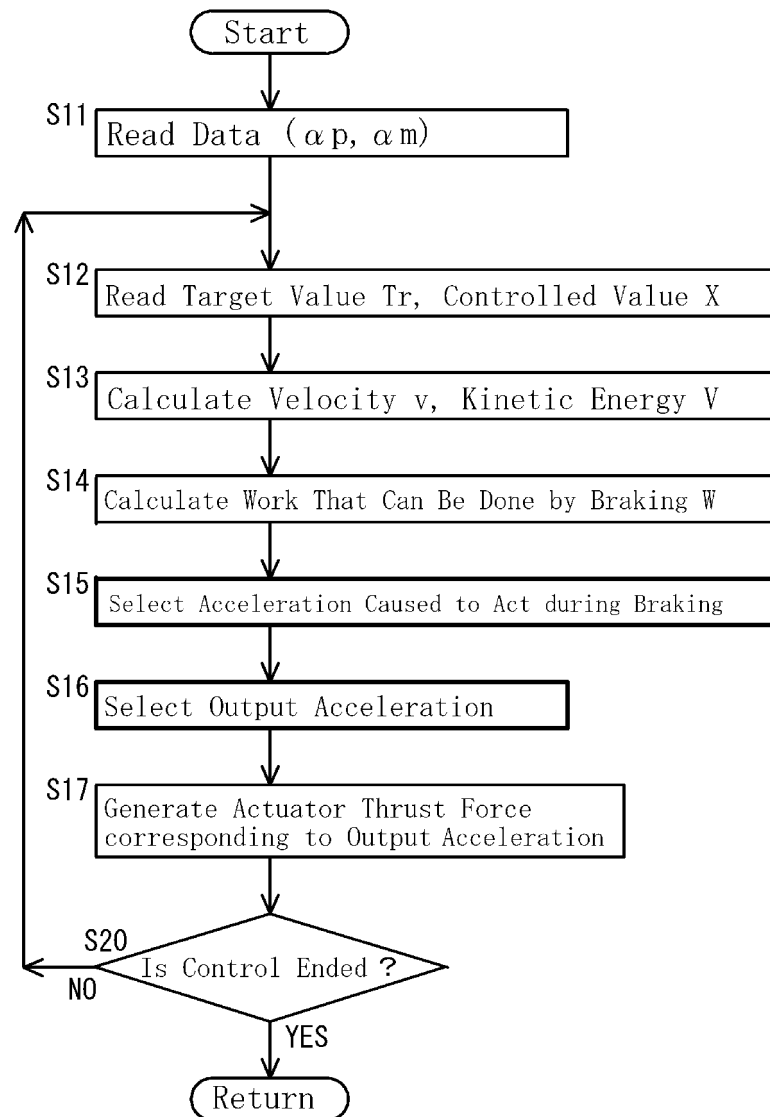 Start
S11
Read Data (αp, αm)
S12
Read Target Value Tr, Controlled Value X
S13
Calculate Velocity v, Kinetic Energy V
S14
Calculate Work That Can Be Done by Braking W
S15
Select Acceleration Caused to Act during Braking
S16
Select Output Acceleration
S17
Generate Actuator Thrust Force
corresponding to Output Acceleration
S20
Is Control Ended ?
NO
YES
Return